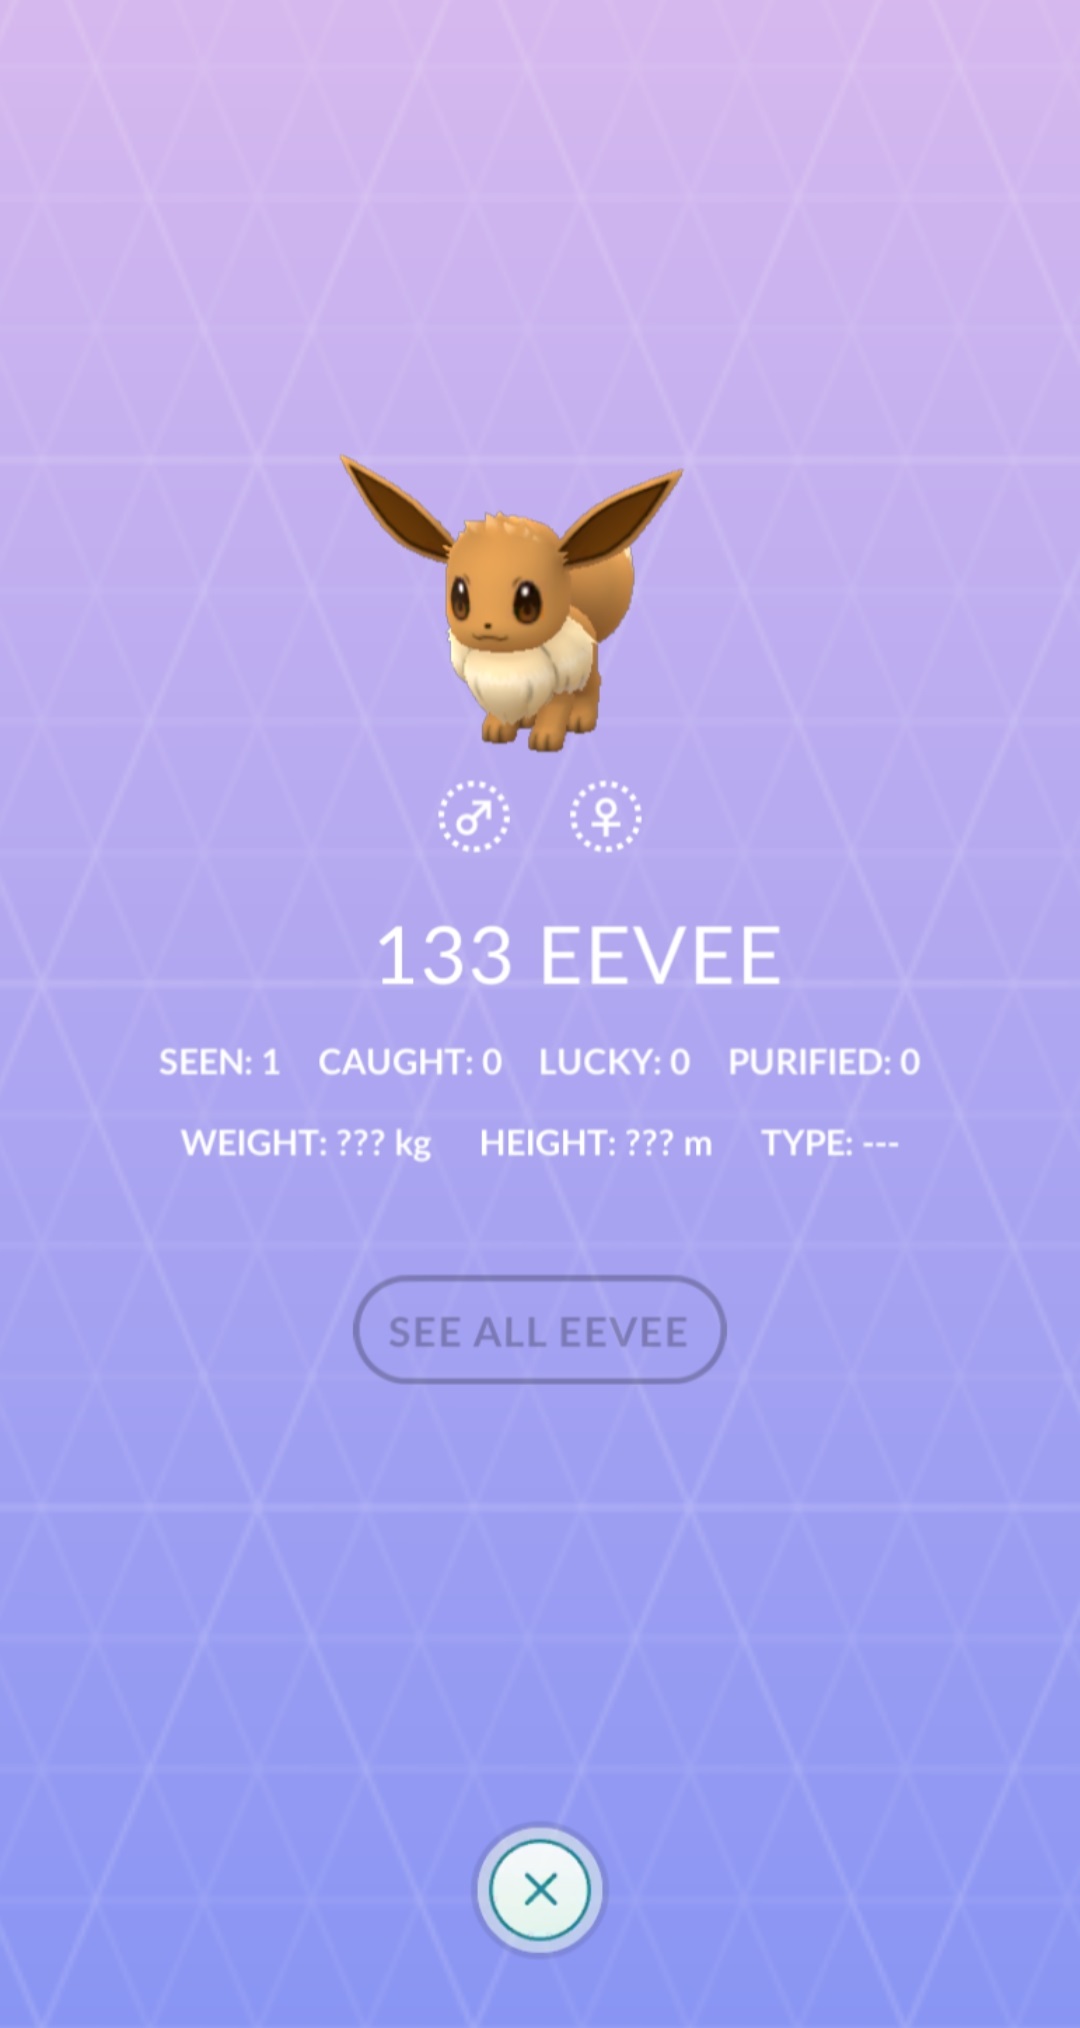 133 EEVEE
SEEN: 1 CAUGHT: 0 LUCKY: 0 PURIFIED: 0
WEIGHT: ??? kg HEIGHT: ??? m TYPE: ---
SEE ALL EEVEE